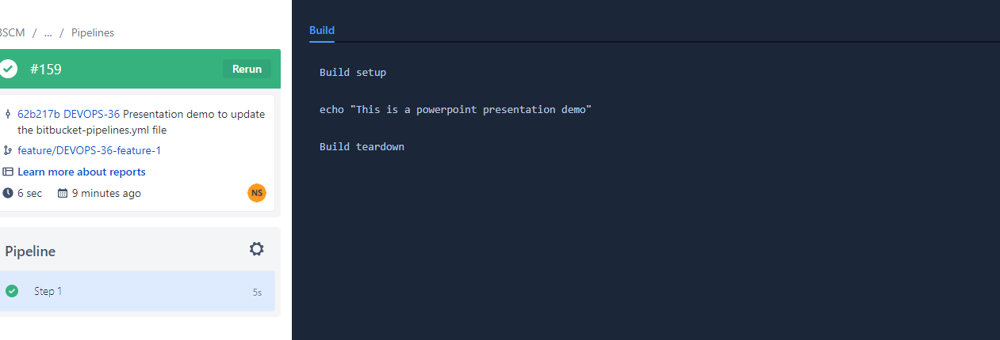 BSCM / ... / Pipelines
#159
Rerun
62b217b DEVOPS-36 Presentation demo to update
the bitbucket-pipelines.yml file
feature/DEVOPS-36-feature-1
Learn more about reports
6 sec 9 minutes ago NS
Pipeline
Step 1 5s
Build
Build setup
echo "This is a powerpoint presentation demo"
Build teardown